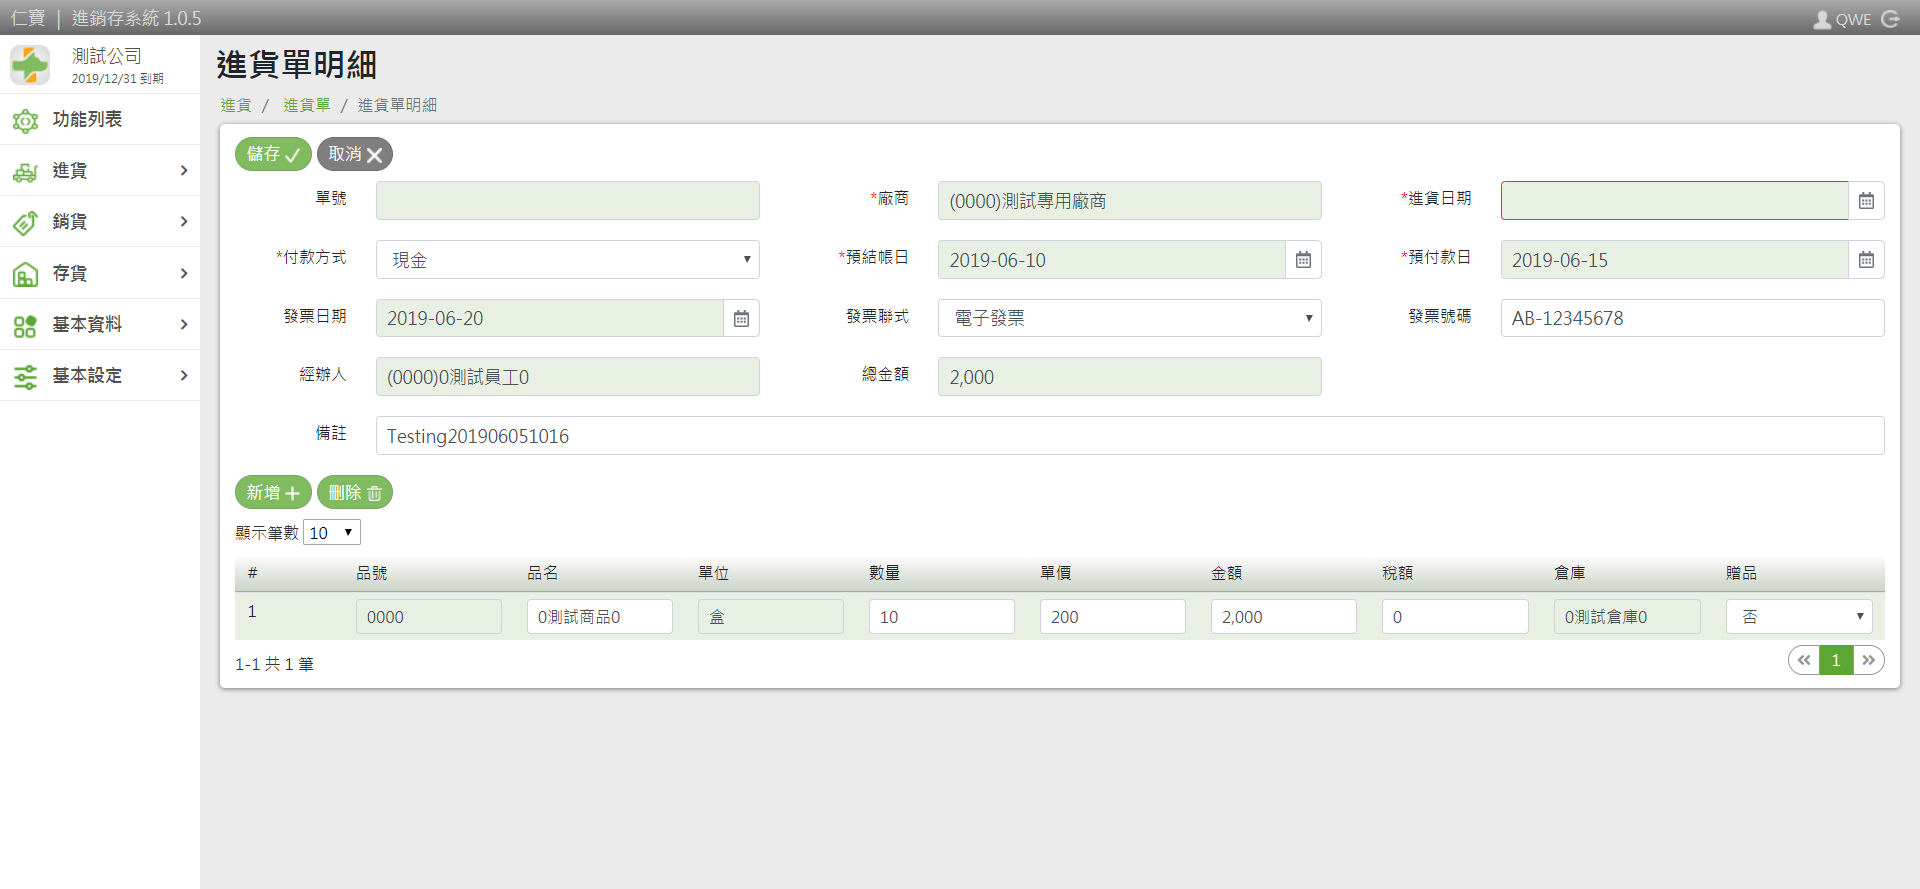 仁寶 | 進銷存系統 1.0.5
QWE
測試公司
2019/12/31 到期
功能列表
進貨
銷貨
存貨
基本資料
基本設定
進貨單明細
進貨 / 進貨單 / 進貨單明細
儲存 取消
單號 *廠商 (0000)測試專用廠商 *進貨日期
*付款方式 現金 *預結帳日 2019-06-10 *預付款日 2019-06-15
發票日期 2019-06-20 發票聯式 電子發票 發票號碼 AB-12345678
經辦人 (0000)0測試員工0 總金額 2,000
備註 Testing201906051016
新增 刪除
顯示筆數 10
# 品號 品名 單位 數量 單價 金額 稅額 倉庫 贈品
1 0000 0測試商品0 盒 10 200 2,000 0 0測試倉庫0 否
1-1 共 1 筆
« 1 »